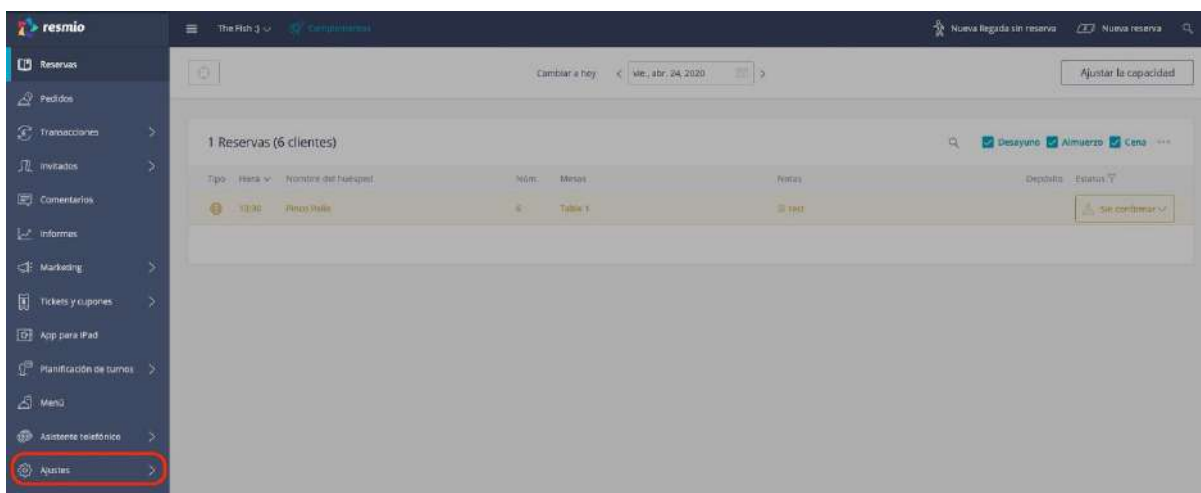 resmio
The Fish :) Complementos Nueva llegada sin reserva Nueva reserva
Reservas
Cambiar a hoy vie., abr. 24, 2020 Ajustar la capacidad
Pedidos
Transacciones
1 Reservas (6 clientes) Desayuno Almuerzo Cena
Invitados
Tipo Hora Nombre del huésped Núm. Mesas Notas Depósito Estatus
Comentarios
6 Table 1 test Sin confirmar
Informes
Marketing
Tickets y cupones
App para iPad
Planificación de turnos
Menú
Asistente telefónico
Ajustes